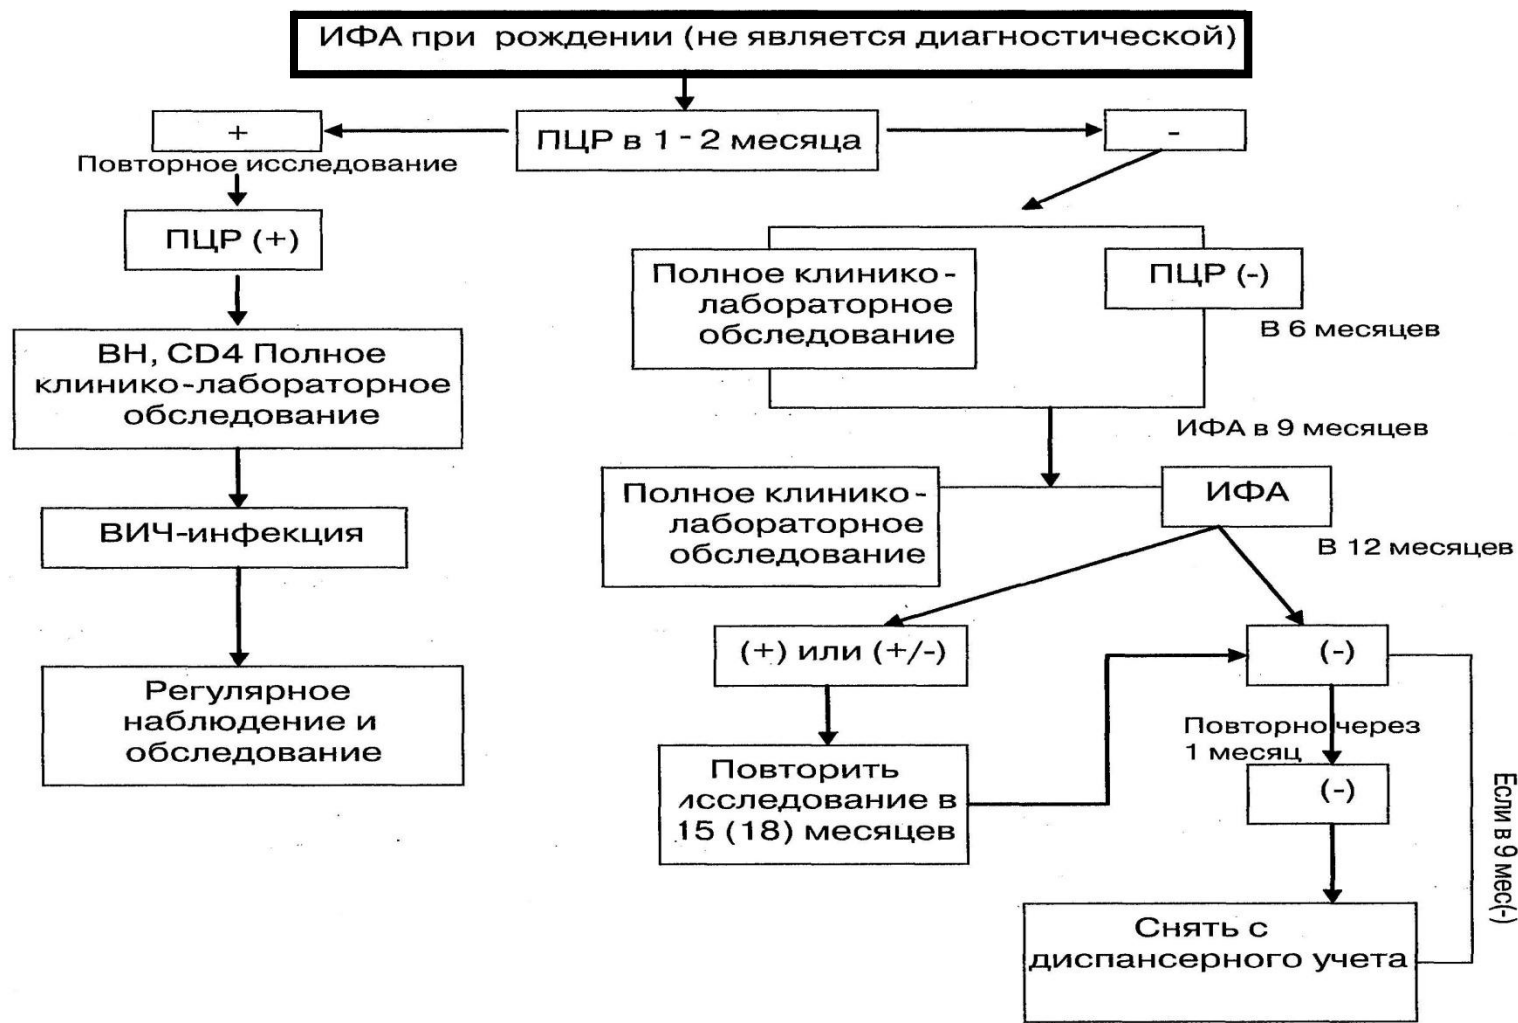 ИФА при рождении (не является диагностической)
+
ПЦР в 1 - 2 месяца
-
Повторное исследование
ПЦР (+)
ВН, CD4 Полное
клинико-лабораторное
обследование
ВИЧ-инфекция
Регулярное
наблюдение и
обследование
Полное клинико-
лабораторное
обследование
ПЦР (-)
В 6 месяцев
ИФА в 9 месяцев
Полное клинико-
лабораторное
обследование
ИФА
В 12 месяцев
(+) или (+/-)
(-)
Повторить
исследование в
15 (18) месяцев
Повторно через
1 месяц
(-)
Если в 9 мес(-)
Снять с
диспансерного учета